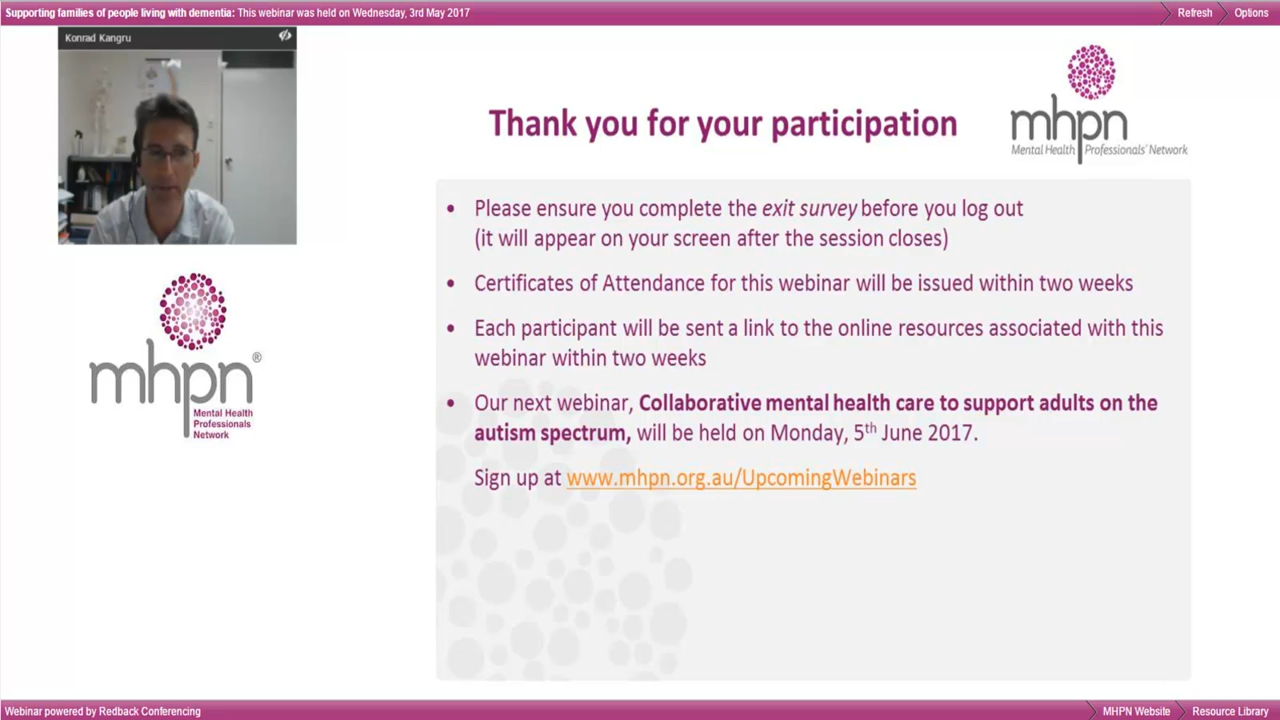 Supporting families of people living with dementia: This webinar was held on Wednesday, 3rd May 2017
Refresh
Options
Konrad Kangru
mhpn
Mental Health Professionals' Network
Thank you for your participation
• Please ensure you complete the exit survey before you log out
(it will appear on your screen after the session closes)
• Certificates of Attendance for this webinar will be issued within two weeks
• Each participant will be sent a link to the online resources associated with this
webinar within two weeks
• Our next webinar, Collaborative mental health care to support adults on the
autism spectrum, will be held on Monday, 5th June 2017.
Sign up at www.mhpn.org.au/UpcomingWebinars
mhpn®
Mental Health
Professionals
Network
Webinar powered by Redback Conferencing
MHPN Website
Resource Library